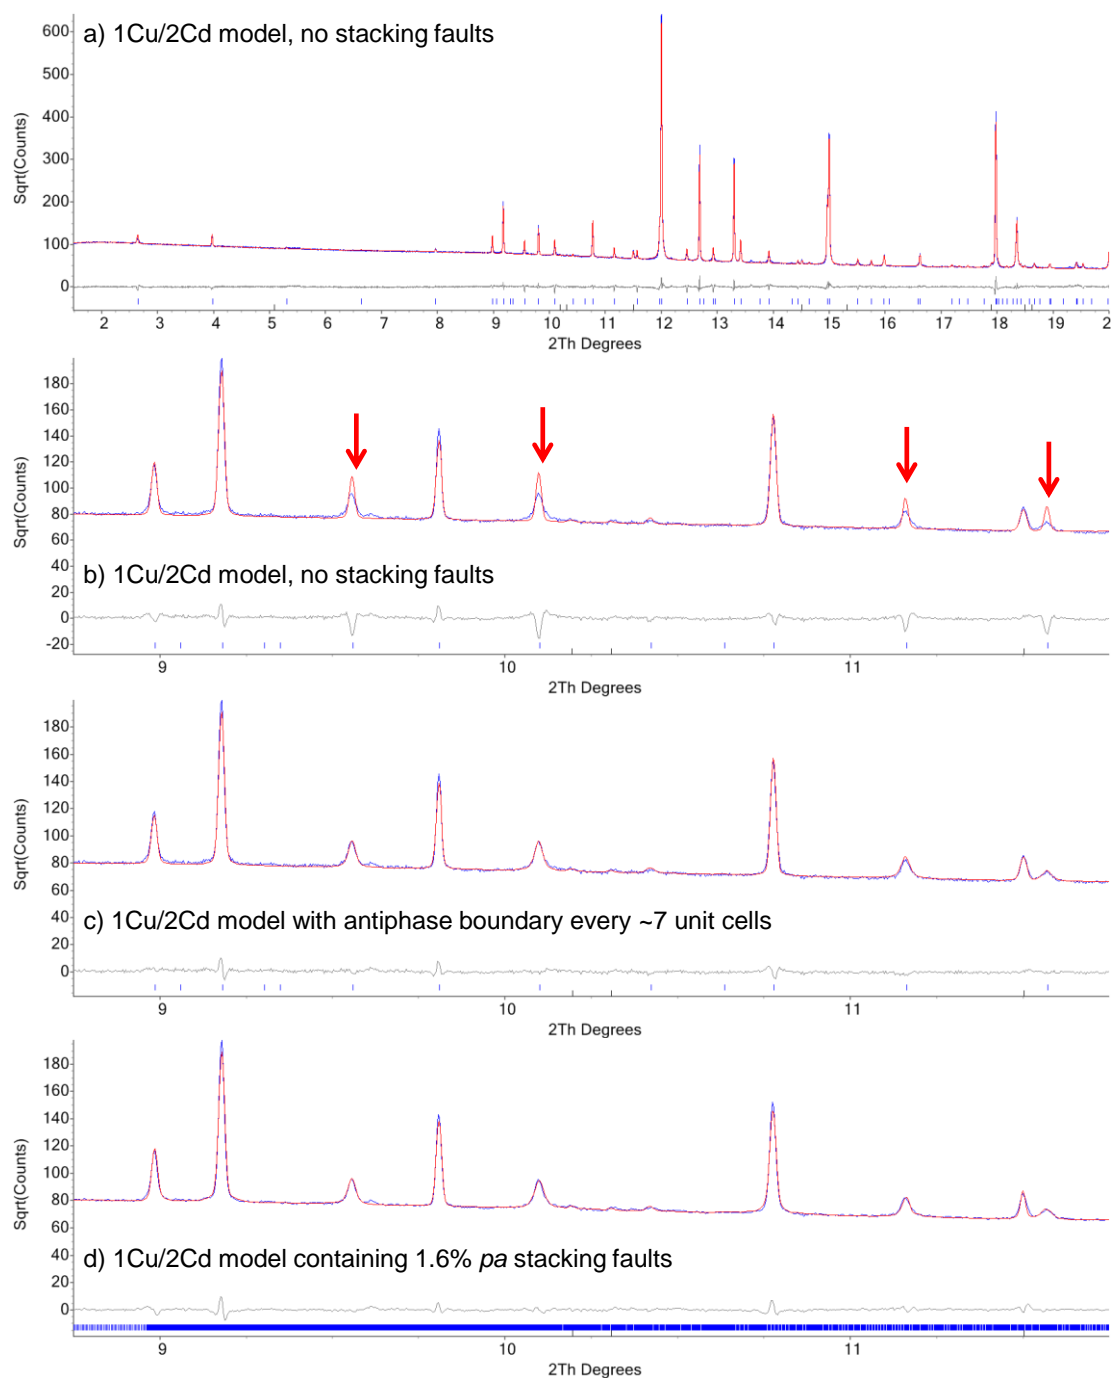 a) 1Cu/2Cd model, no stacking faults
Sqrt(Counts)
600
500
400
300
200
100
0
2 3 4 5 6 7 8 9 10 11 12 13 14 15 16 17 18 19 2
2Th Degrees
Sqrt(Counts)
180
160
140
120
100
80
60
40
b) 1Cu/2Cd model, no stacking faults
20
0
-20
9 10 11
2Th Degrees
Sqrt(Counts)
180
160
140
120
100
80
60
40
c) 1Cu/2Cd model with antiphase boundary every ~7 unit cells
20
0
9 10 11
2Th Degrees
Sqrt(Counts)
180
160
140
120
100
80
60
40
d) 1Cu/2Cd model containing 1.6% pa stacking faults
20
0
9 10 11
2Th Degrees